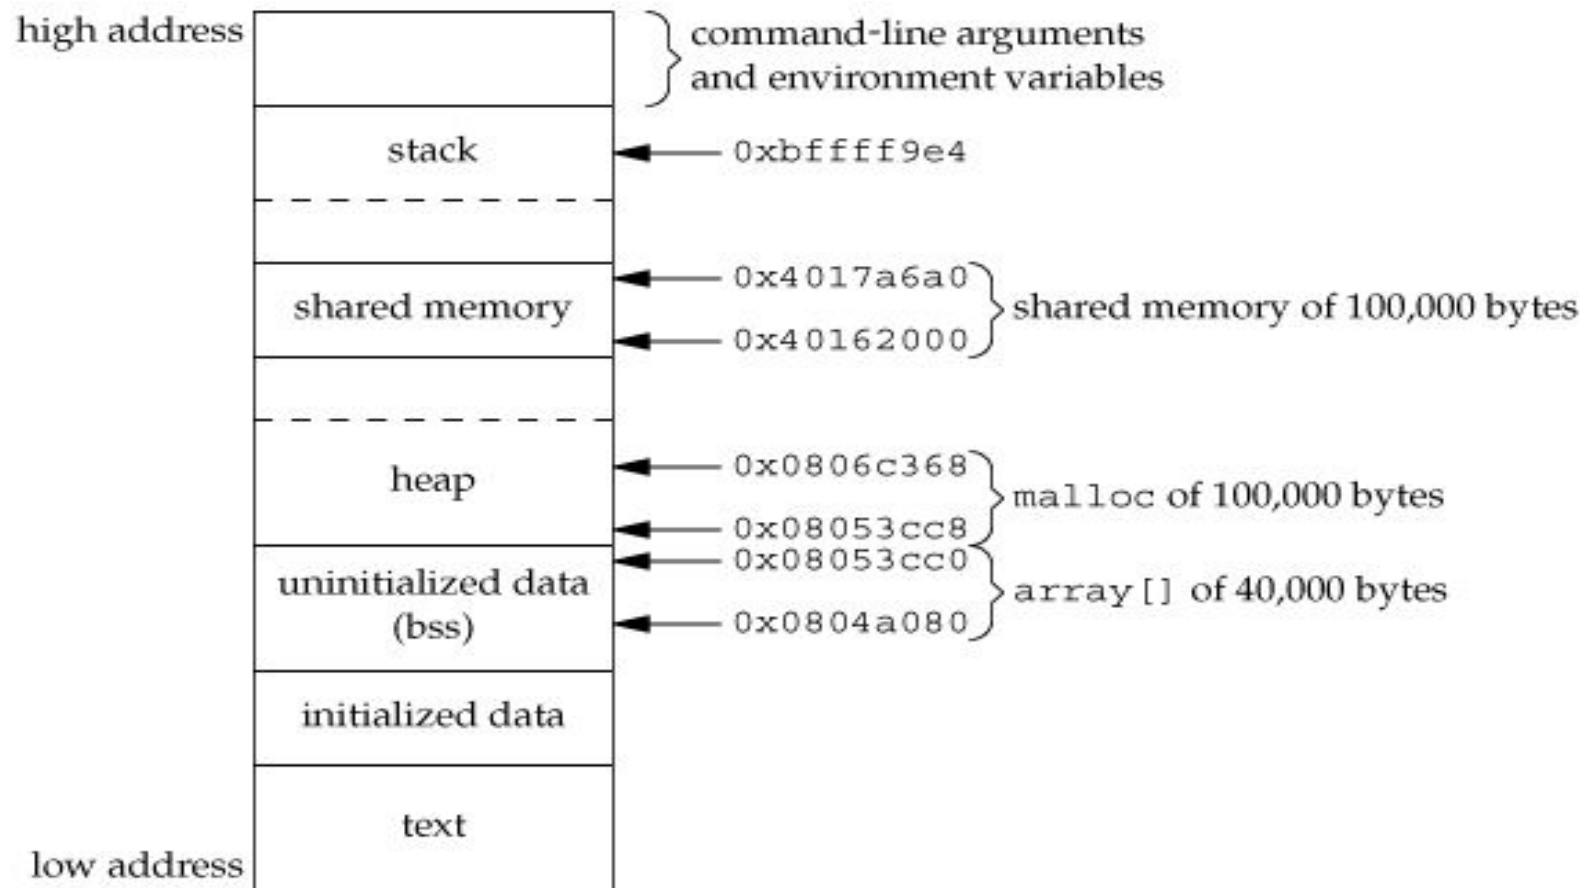 high address
command-line arguments
and environment variables
stack
0xbffff9e4
0x4017a6a0
shared memory
shared memory of 100,000 bytes
0x40162000
0x0806c368
heap
malloc of 100,000 bytes
0x08053cc8
0x08053cc0
uninitialized data
(bss)
array[] of 40,000 bytes
0x0804a080
initialized data
text
low address